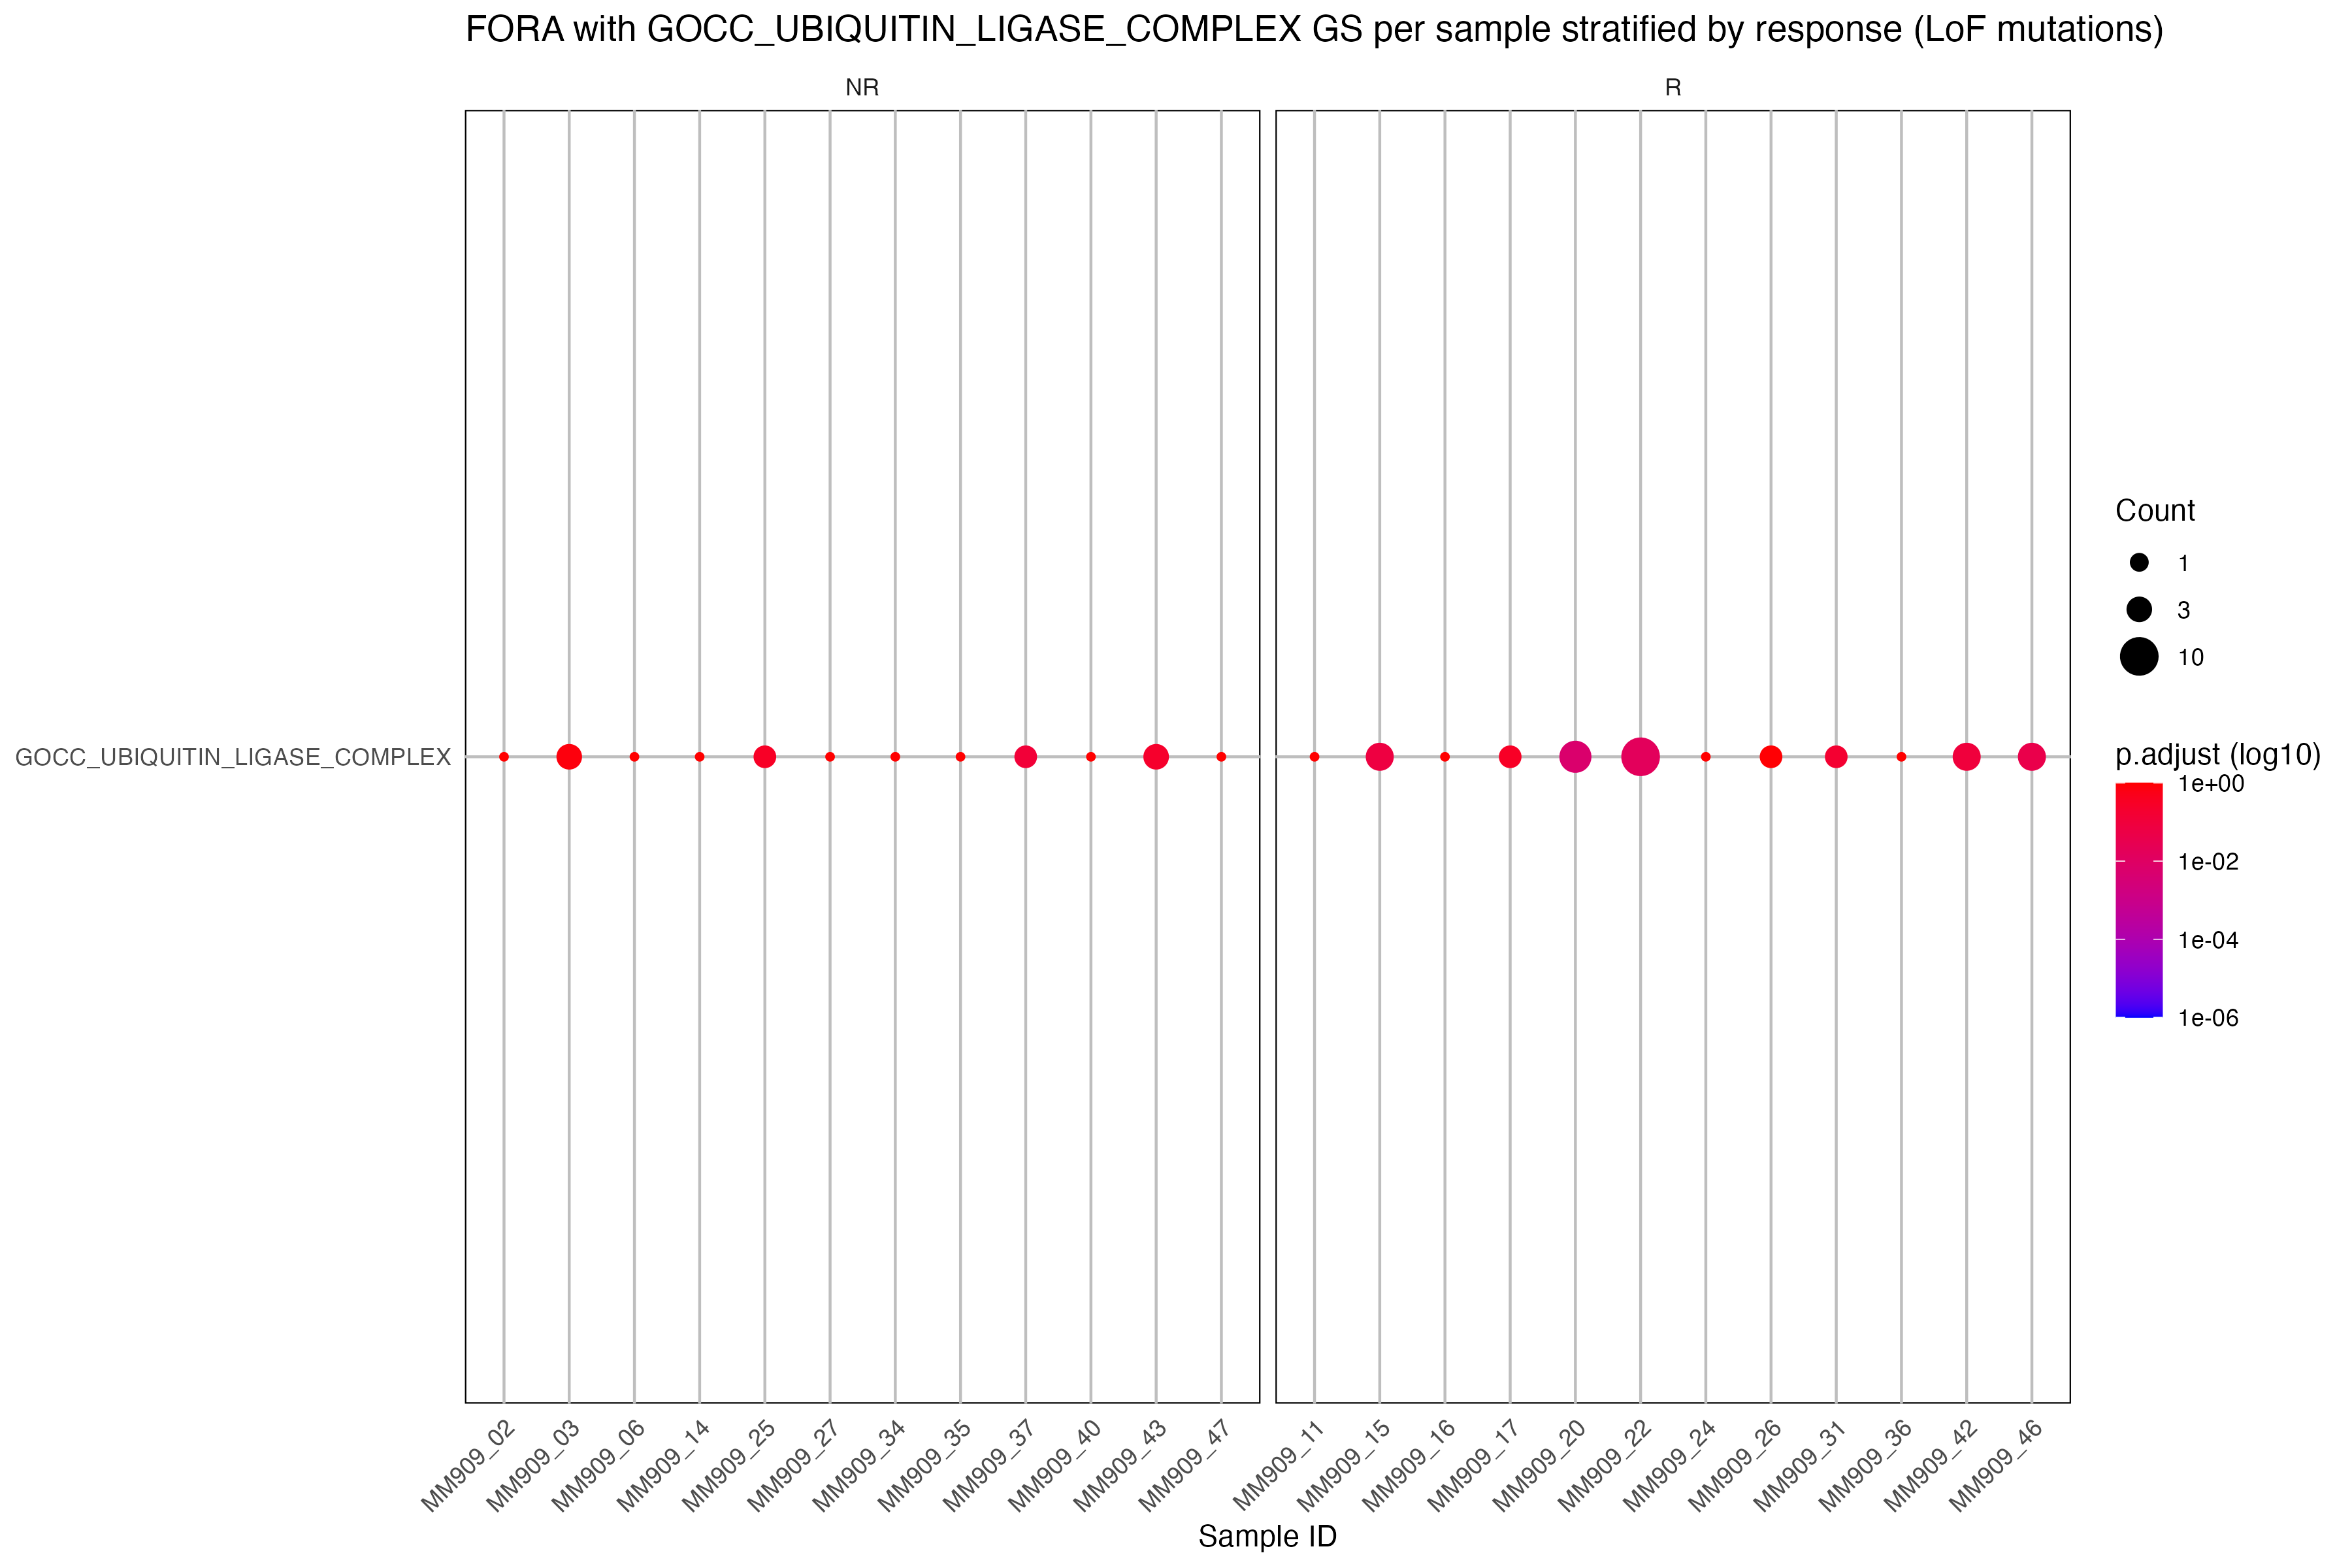 FORA with GOCC_UBIQUITIN_LIGASE_COMPLEX GS per sample stratified by response (LoF mutations)
NR
R
GOCC_UBIQUITIN_LIGASE_COMPLEX
MM909_02
MM909_03
MM909_06
MM909_14
MM909_25
MM909_27
MM909_34
MM909_35
MM909_37
MM909_40
MM909_43
MM909_47
MM909_11
MM909_15
MM909_16
MM909_17
MM909_20
MM909_22
MM909_24
MM909_26
MM909_31
MM909_36
MM909_42
MM909_46
Sample ID
Count
1
3
10
p.adjust (log10)
1e+00
1e-02
1e-04
1e-06